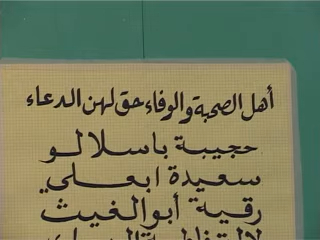 أهل الصحبة والوفاء حق لهن الدعاء
حجيبة باسلالو
سعيدة ابعلي
رقية أبو الغيث